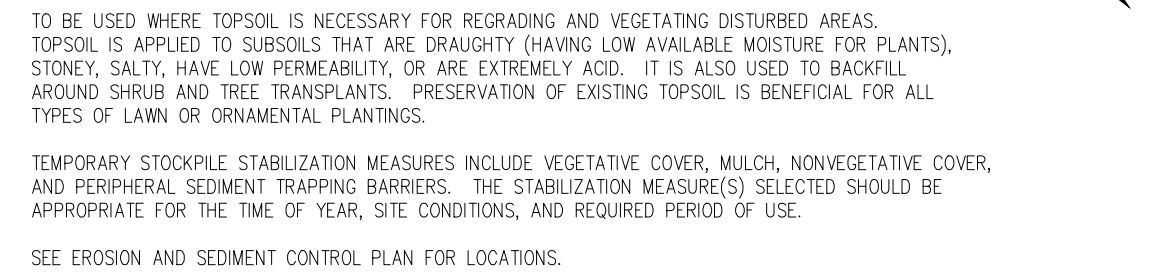 TO BE USED WHERE TOPSOIL IS NECESSARY FOR REGRADING AND VEGETATING DISTURBED AREAS.
TOPSOIL IS APPLIED TO SUBSOILS THAT ARE DRAUGHTY (HAVING LOW AVAILABLE MOISTURE FOR PLANTS),
STONEY, SALTY, HAVE LOW PERMEABILITY, OR ARE EXTREMELY ACID. IT IS ALSO USED TO BACKFILL
AROUND SHRUB AND TREE TRANSPLANTS. PRESERVATION OF EXISTING TOPSOIL IS BENEFICIAL FOR ALL
TYPES OF LAWN OR ORNAMENTAL PLANTINGS.
TEMPORARY STOCKPILE STABILIZATION MEASURES INCLUDE VEGETATIVE COVER, MULCH, NONVEGETATIVE COVER,
AND PERIPHERAL SEDIMENT TRAPPING BARRIERS. THE STABILIZATION MEASURE(S) SELECTED SHOULD BE
APPROPRIATE FOR THE TIME OF YEAR, SITE CONDITIONS, AND REQUIRED PERIOD OF USE.
SEE EROSION AND SEDIMENT CONTROL PLAN FOR LOCATIONS.